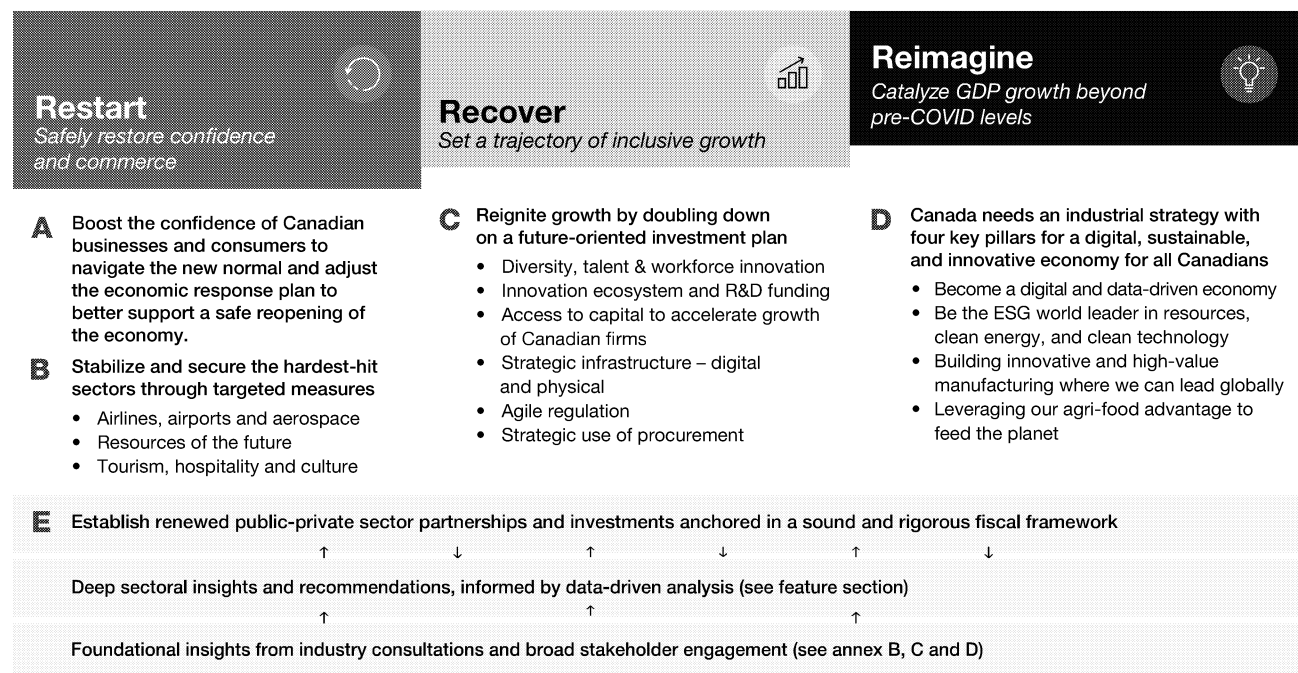 Restart
Safely restore confidence
and commerce
Recover
Set a trajectory of inclusive growth
Reimagine
Catalyze GDP growth beyond
pre-COVID levels
A Boost the confidence of Canadian
businesses and consumers to
navigate the new normal and adjust
the economic response plan to
better support a safe reopening of
the economy.
B Stabilize and secure the hardest-hit
sectors through targeted measures
• Airlines, airports and aerospace
• Resources of the future
• Tourism, hospitality and culture
C Reignite growth by doubling down
on a future-oriented investment plan
• Diversity, talent & workforce innovation
• Innovation ecosystem and R&D funding
• Access to capital to accelerate growth
of Canadian firms
• Strategic infrastructure – digital
and physical
• Agile regulation
• Strategic use of procurement
D Canada needs an industrial strategy with
four key pillars for a digital, sustainable,
and innovative economy for all Canadians
• Become a digital and data-driven economy
• Be the ESG world leader in resources,
clean energy, and clean technology
• Building innovative and high-value
manufacturing where we can lead globally
• Leveraging our agri-food advantage to
feed the planet
E Establish renewed public-private sector partnerships and investments anchored in a sound and rigorous fiscal framework
↑ ↓ ↑ ↓ ↑ ↓
Deep sectoral insights and recommendations, informed by data-driven analysis (see feature section)
↑ ↑ ↑
Foundational insights from industry consultations and broad stakeholder engagement (see annex B, C and D)